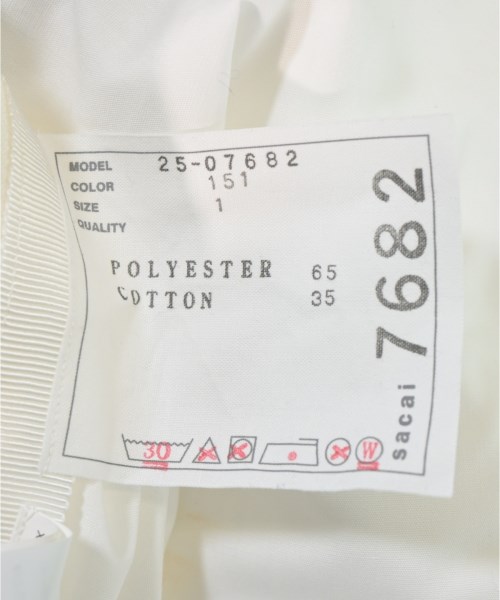 MODEL 25-07682
COLOR 151
SIZE 1
QUALITY
POLYESTER 65
COTTON 35
30
W
sacai 7682